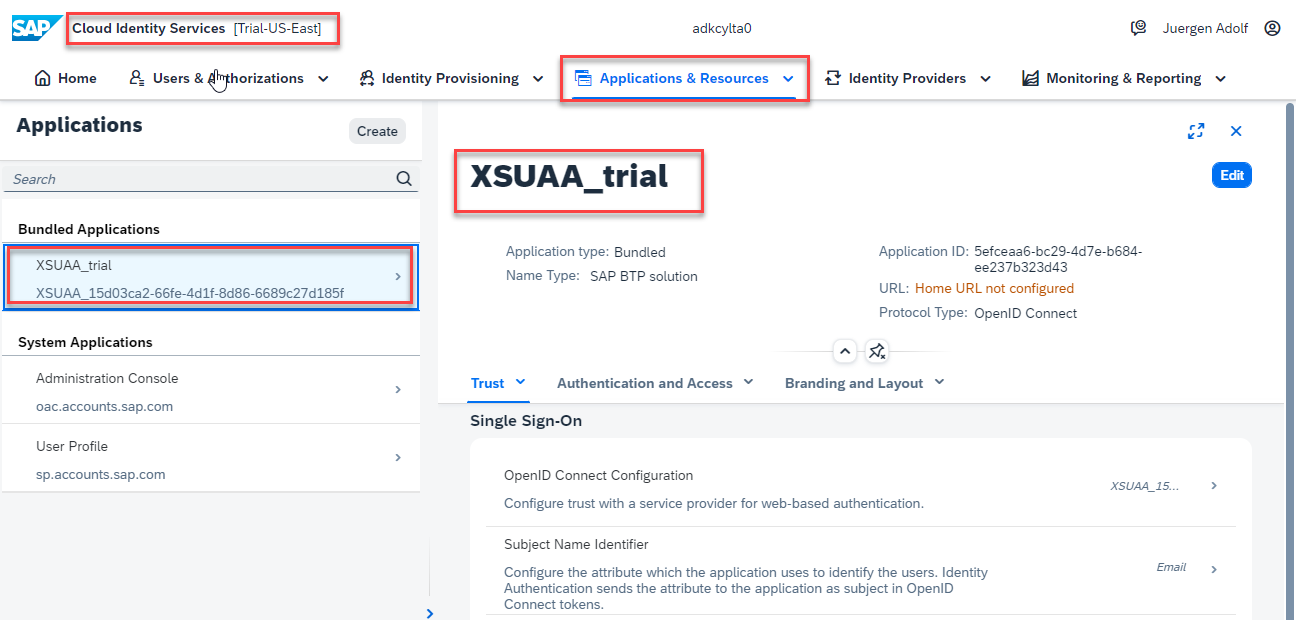 SAP Cloud Identity Services [Trial-US-East] adkcylta0 Juergen Adolf
Home Users & Authorizations Identity Provisioning Applications & Resources Identity Providers Monitoring & Reporting
Applications
Create
Search
Bundled Applications
XSUAA_trial
XSUAA_15d03ca2-66fe-4d1f-8d86-6689c27d185f
System Applications
Administration Console
oac.accounts.sap.com
User Profile
sp.accounts.sap.com
XSUAA_trial
Edit
Application type: Bundled
Name Type: SAP BTP solution
Application ID: 5efceaa6-bc29-4d7e-b684-
ee237b323d43
URL: Home URL not configured
Protocol Type: OpenID Connect
Trust Authentication and Access Branding and Layout
Single Sign-On
OpenID Connect Configuration
Configure trust with a service provider for web-based authentication.
XSUAA_15...
Subject Name Identifier
Configure the attribute which the application uses to identify the users. Identity
Authentication sends the attribute to the application as subject in OpenID
Connect tokens.
Email